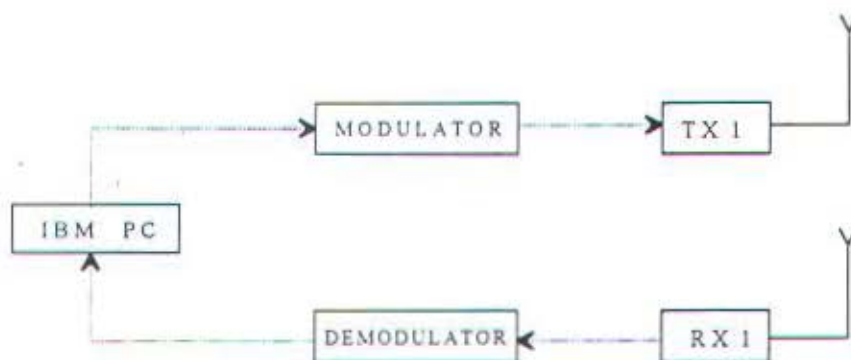 MODULATOR
TX 1
IBM PC
DEMODULATOR
RX 1